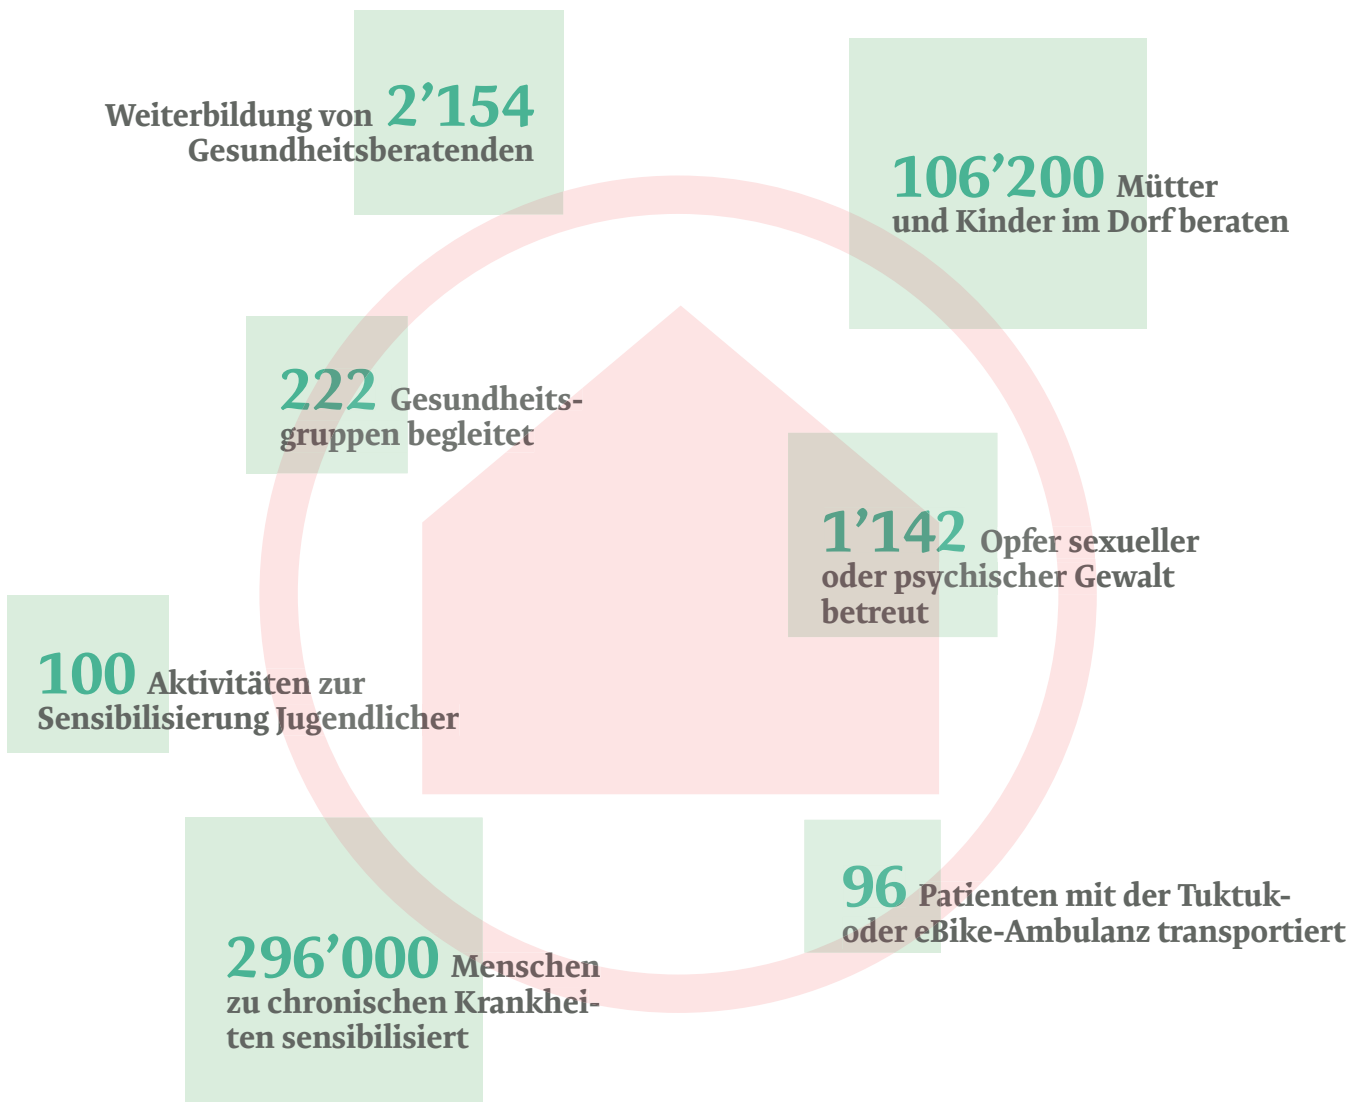 Weiterbildung von 2’154
Gesundheitsberatenden
106’200 Mütter
und Kinder im Dorf beraten
222 Gesundheits-
gruppen begleitet
1’142 Opfer sexueller
oder psychischer Gewalt
betreut
100 Aktivitäten zur
Sensibilisierung Jugendlicher
96 Patienten mit der Tuktuk-
oder eBike-Ambulanz transportiert
296’000 Menschen
zu chronischen Krankhei-
ten sensibilisiert